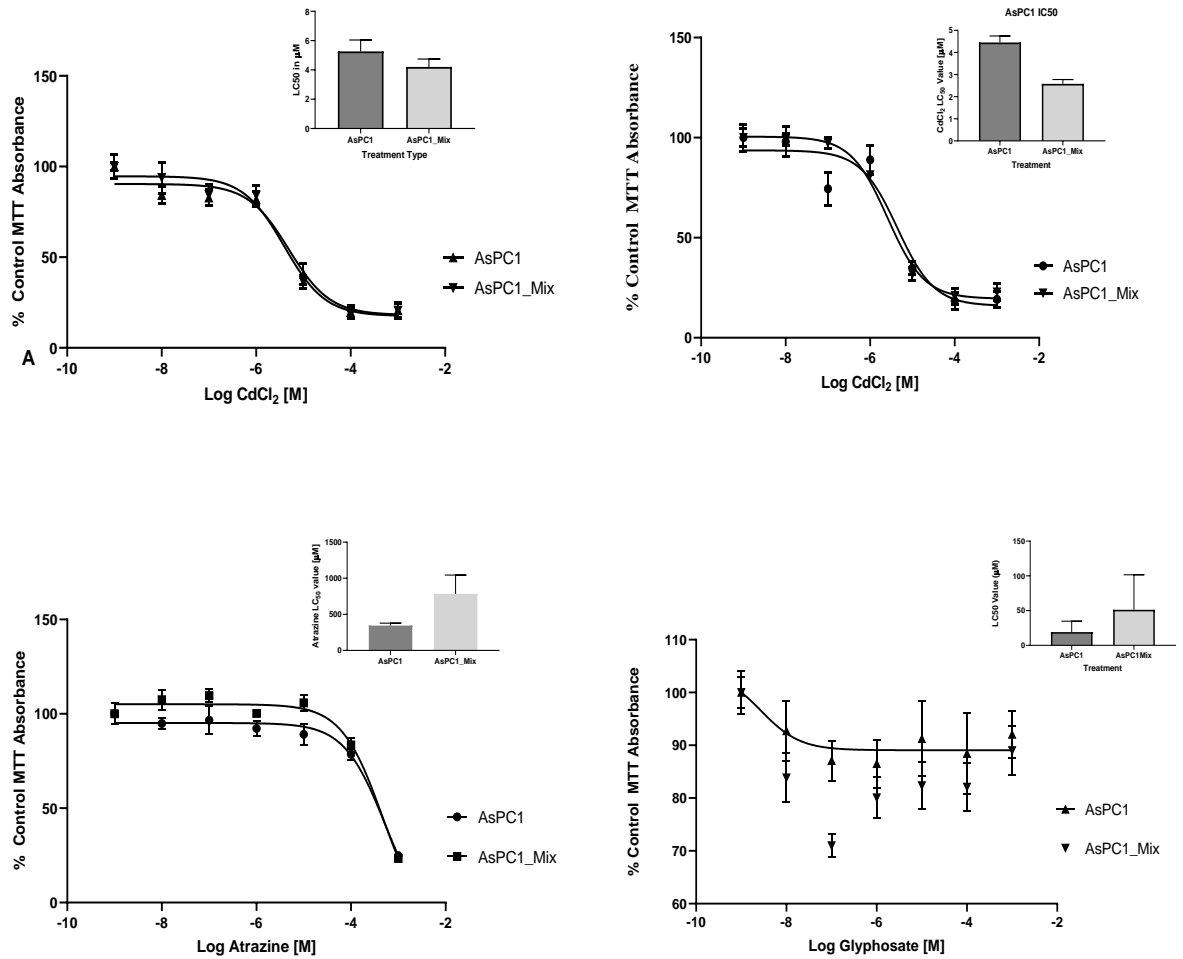 8
6
4
2
0
LC50 in µM
AsPC1
AsPC1_Mix
Treatment Type
150
100
50
0
% Control MTT Absorbance
A
-10
-8
-6
-4
-2
Log CdCl₂ [M]
AsPC1
AsPC1_Mix
AsPC1 IC50
5
4
3
2
1
0
CdCl₂ LC₅₀ Value [µM]
AsPC1
AsPC1_Mix
Treatment
150
100
50
0
% Control MTT Absorbance
-10
-8
-6
-4
-2
Log CdCl₂ [M]
AsPC1
AsPC1_Mix
1500
1000
500
0
Atrazine LC₅₀ value [µM]
AsPC1
AsPC1_Mix
150
100
50
0
% Control MTT Absorbance
-10
-8
-6
-4
-2
Log Atrazine [M]
AsPC1
AsPC1_Mix
150
100
50
0
LC50 Value (µM)
AsPC1
AsPC1Mix
Treatment
110
100
90
80
70
60
% Control MTT Absorbance
-10
-8
-6
-4
-2
Log Glyphosate [M]
AsPC1
AsPC1_Mix